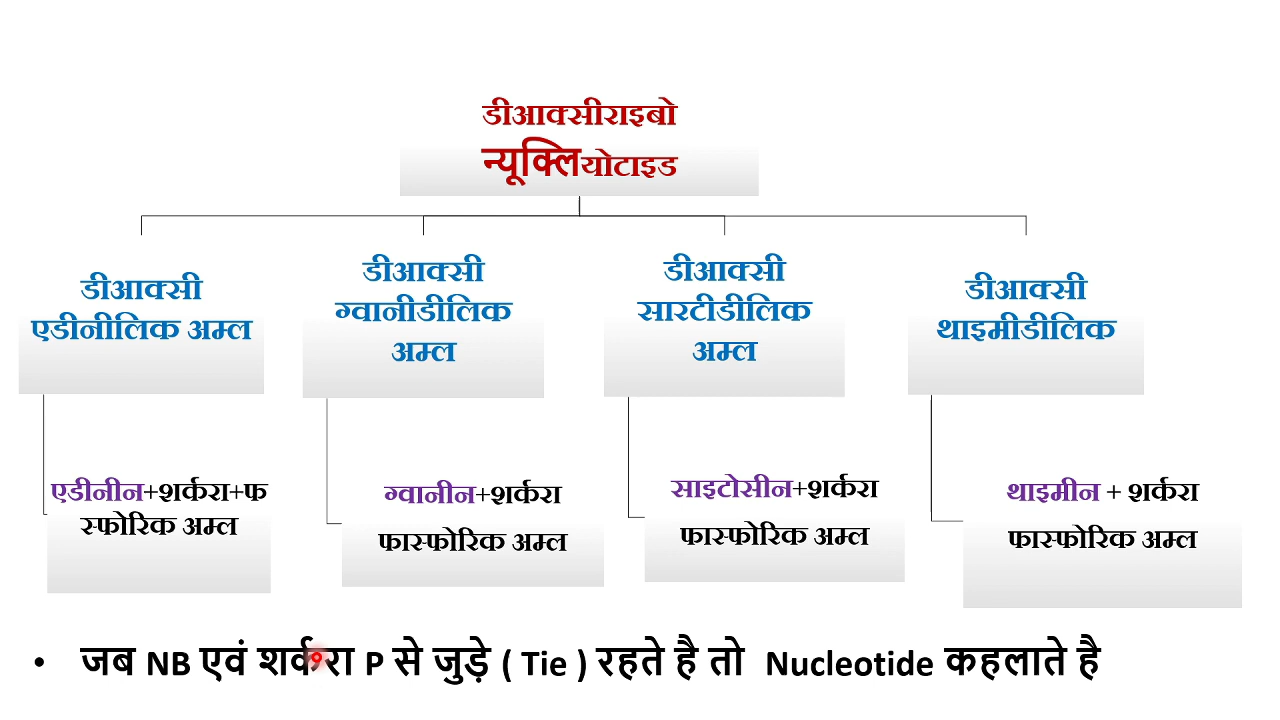 डीआक्सीराइबो
न्यूक्लियोटाइड
डीआक्सी
एडीनीलिक अम्ल
डीआक्सी
ग्वानीडीलिक
अम्ल
डीआक्सी
सारटीडीलिक
अम्ल
डीआक्सी
थाइमीडीलिक
एडीनीन+शर्करा+फ
स्फोरिक अम्ल
ग्वानीन+शर्करा
फास्फोरिक अम्ल
साइटोसीन+शर्करा
फास्फोरिक अम्ल
थाइमीन + शर्करा
फास्फोरिक अम्ल
• जब NB एवं शर्करा P से जुड़े ( Tie ) रहते है तो Nucleotide कहलाते है